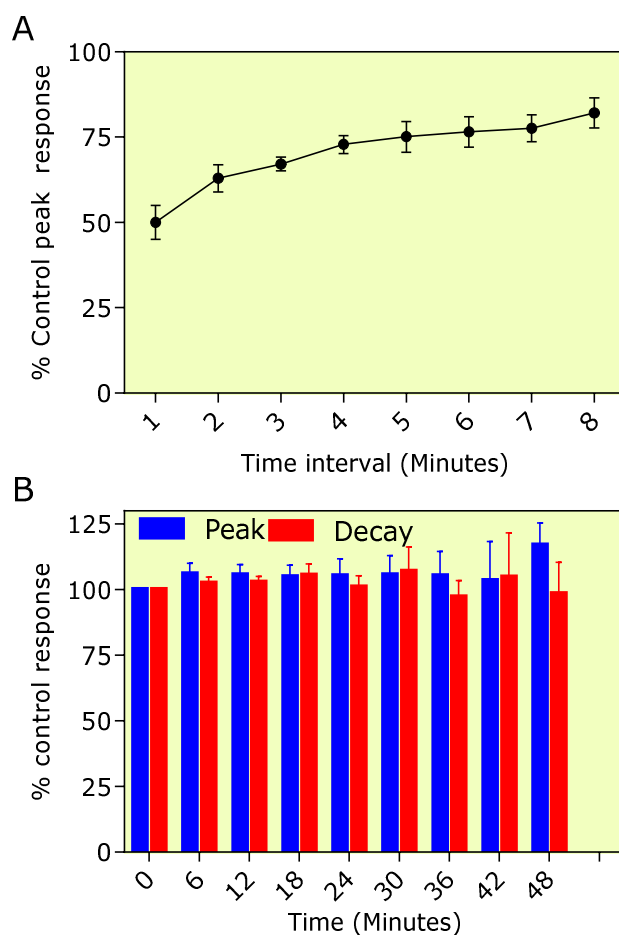 A
100
75
50
25
0
% Control peak response
1 2 3 4 5 6 7 8
Time interval (Minutes)
B
Peak Decay
125
100
75
50
25
0
% control response
0 6 12 18 24 30 36 42 48
Time (Minutes)